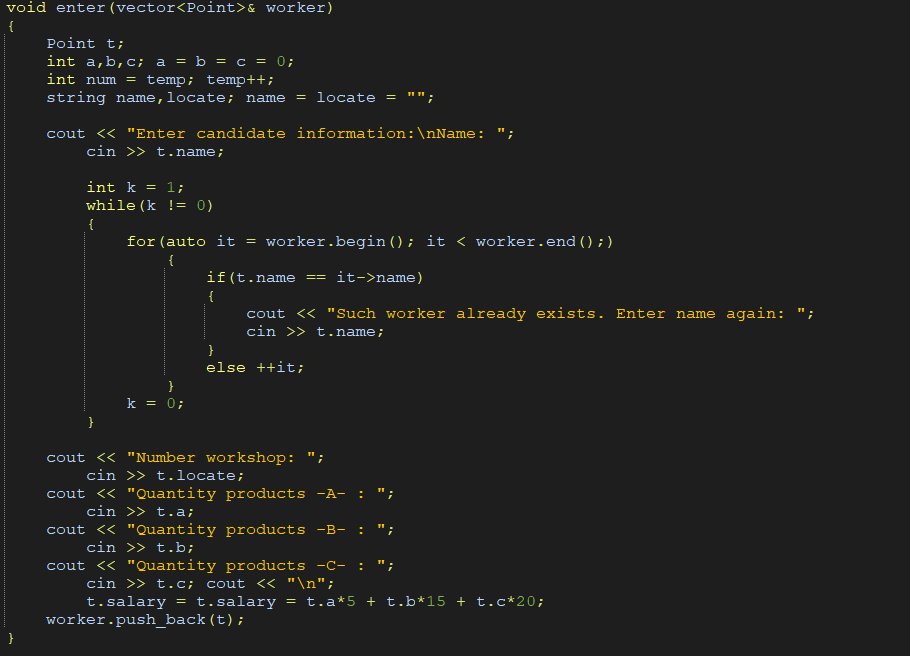 void enter(vector<Point>& worker)
{
Point t;
int a,b,c; a = b = c = 0;
int num = temp; temp++;
string name,locate; name = locate = "";
cout << "Enter candidate information:\nName: ";
cin >> t.name;
int k = 1;
while(k != 0)
{
for(auto it = worker.begin(); it < worker.end();)
{
if(t.name == it->name)
{
cout << "Such worker already exists. Enter name again: ";
cin >> t.name;
}
else ++it;
}
k = 0;
}
cout << "Number workshop: ";
cin >> t.locate;
cout << "Quantity products -A- : ";
cin >> t.a;
cout << "Quantity products -B- : ";
cin >> t.b;
cout << "Quantity products -C- : ";
cin >> t.c; cout << "\n";
t.salary = t.salary = t.a*5 + t.b*15 + t.c*20;
worker.push_back(t);
}